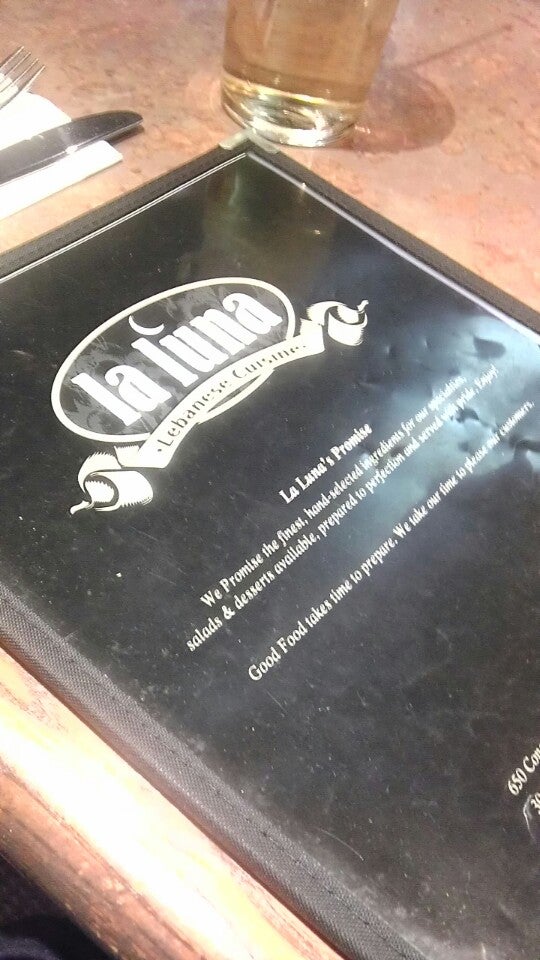 la luna
• Lebanese Cuisine •
La Luna's Promise
We Promise the finest, hand-selected ingredients for our specialties,
salads & desserts available, prepared to perfection and served with pride. Enjoy!
Good Food takes time to prepare. We take our time to please our customers.
650